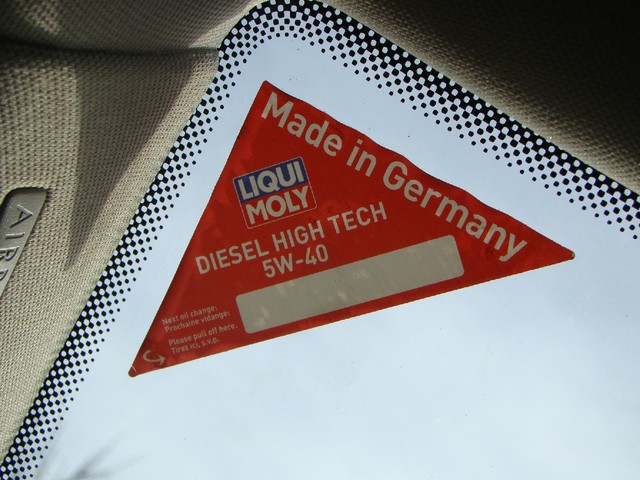 Made in Germany
LIQUI
MOLY
DIESEL HIGH TECH
5W-40
Next oil change:
Prochaine vidange:
Please pull off here.
Tirez ici, s.v.p.
AIR